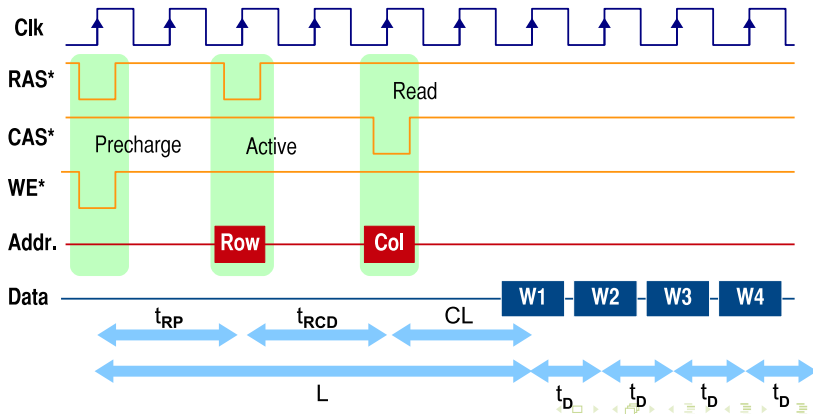 Clk
RAS*
Read
CAS*
Precharge Active
WE*
Addr. Row Col
Data W1 W2 W3 W4
tRP tRCD CL
L tD tD tD tD